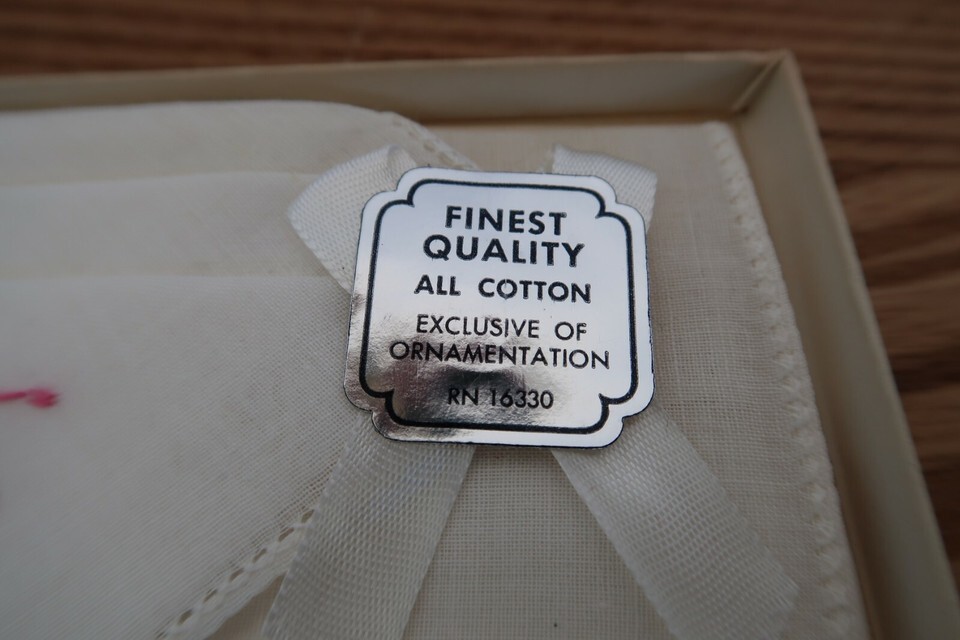 FINEST
QUALITY
ALL COTTON
EXCLUSIVE OF
ORNAMENTATION
RN 16330